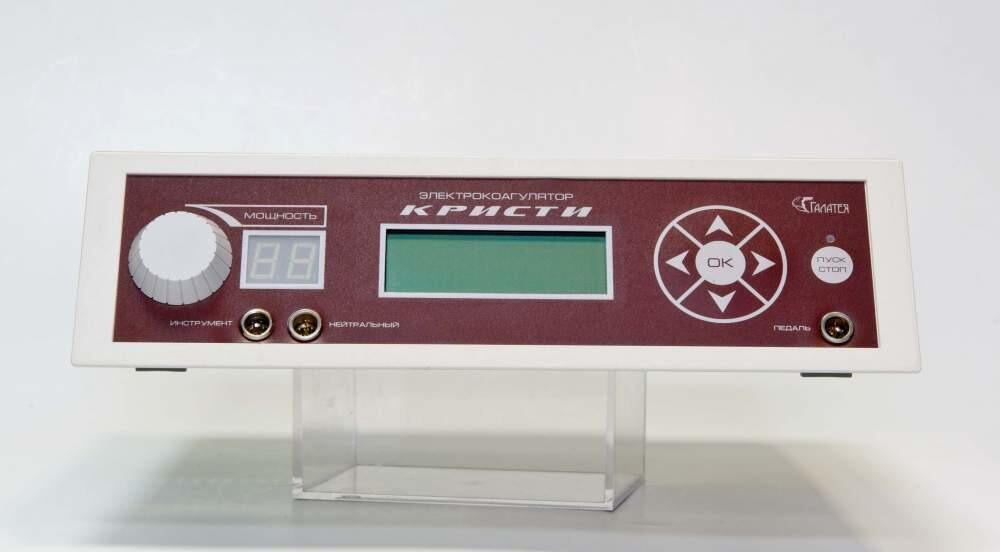 ЭЛЕКТРОКОАГУЛЯТОР
КРИСТИ
ГАЛАТЕЯ
МОЩНОСТЬ
88
OK
ПУСК
СТОП
ИНСТРУМЕНТ
НЕЙТРАЛЬНЫЙ
ПЕДАЛЬ